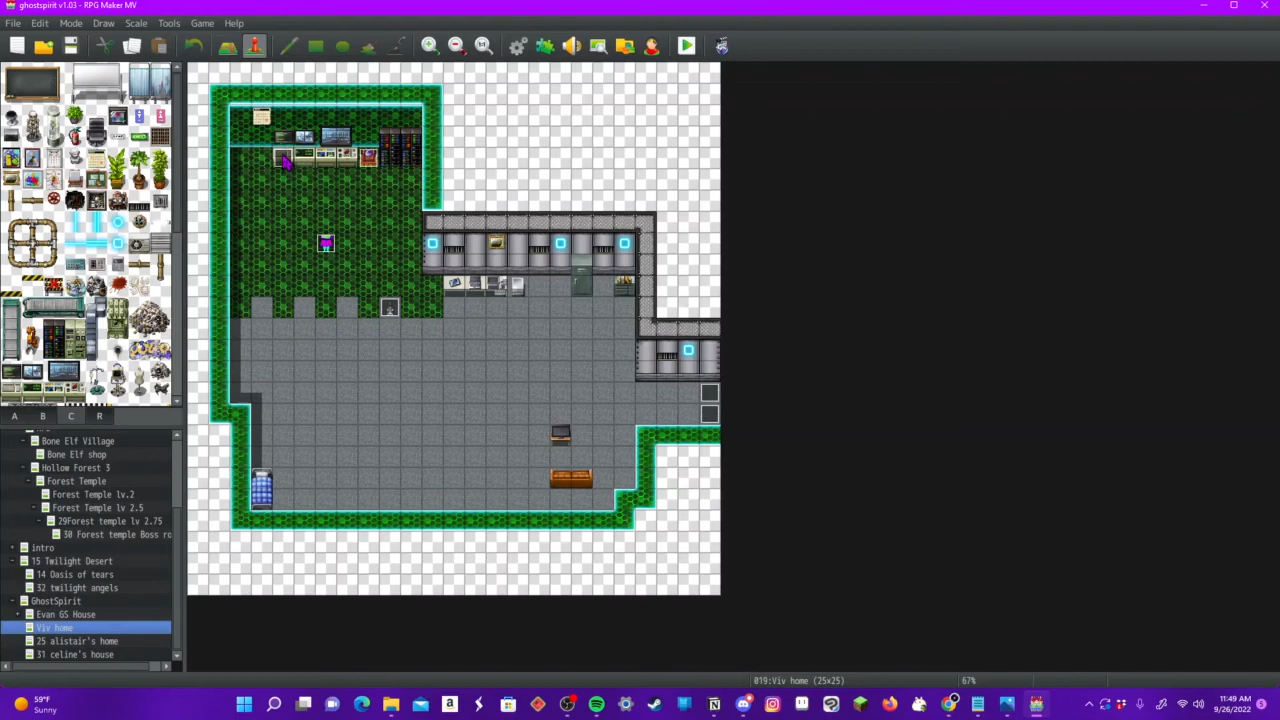 ghostspirit v1.03 - RPG Maker MV
File Edit Mode Draw Scale Tools Game Help
1:1
A B C R
Bone Elf Village
Bone Elf shop
Hollow Forest 3
Forest Temple
Forest Temple lv.2
Forest Temple lv 2.5
29Forest temple lv 2.75
30 Forest temple Boss ro
intro
15 Twilight Desert
14 Oasis of tears
32 twilight angels
GhostSpirit
Evan GS House
Viv home
25 alistair's home
31 celine's house
019:Viv home (25x25)
67%
59°F
Sunny
11:49 AM
9/26/2022